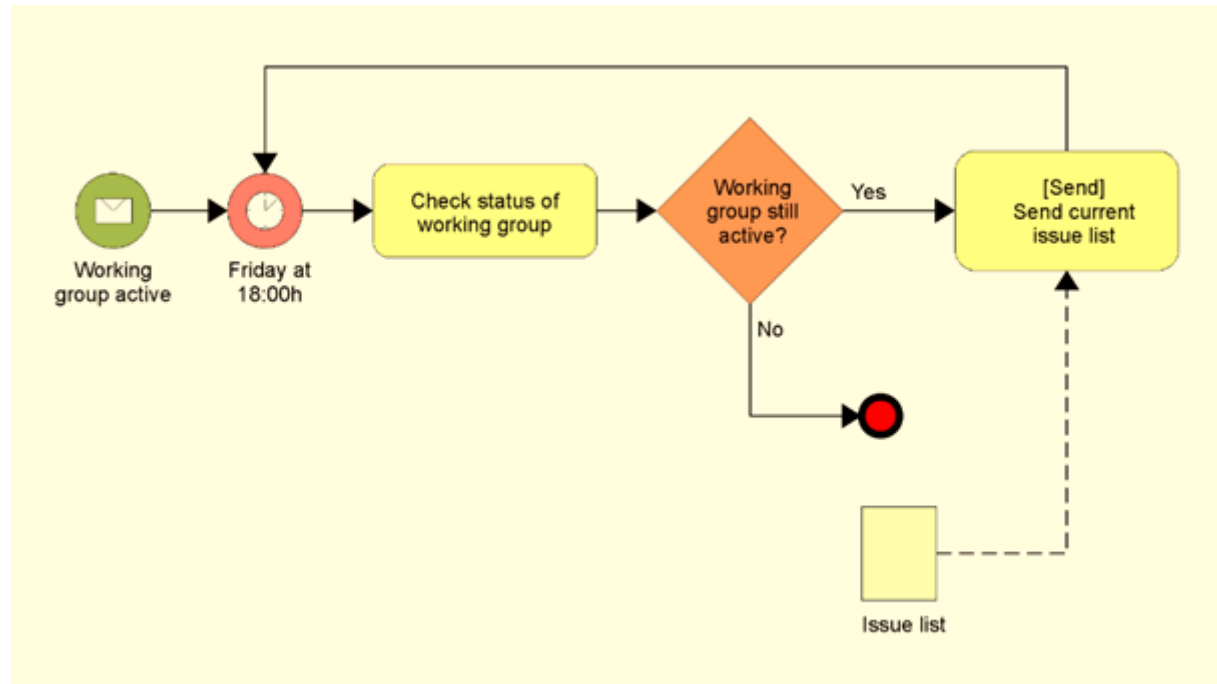 Working
group active
Friday at
18:00h
Check status of
working group
Working
group still
active?
Yes
[Send]
Send current
issue list
No
Issue list